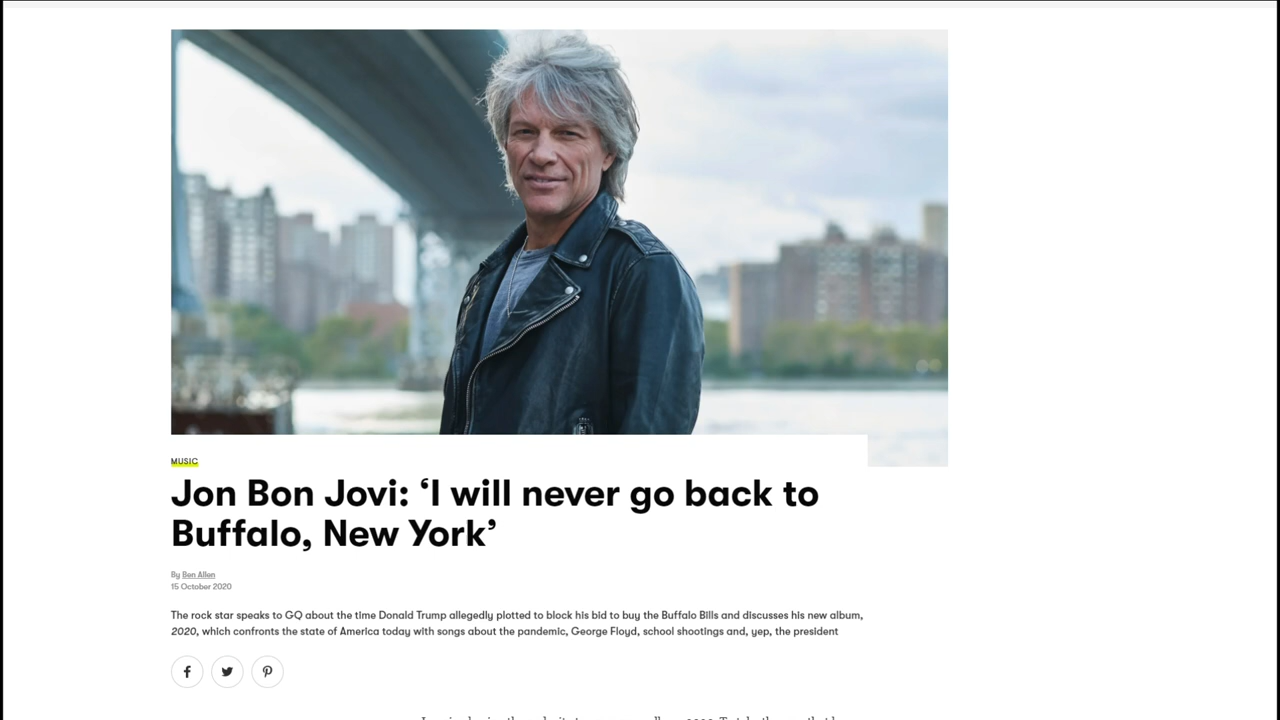 MUSIC
Jon Bon Jovi: ‘I will never go back to
Buffalo, New York’
By Ben Allen
15 October 2020
The rock star speaks to GQ about the time Donald Trump allegedly plotted to block his bid to buy the Buffalo Bills and discusses his new album,
2020, which confronts the state of America today with songs about the pandemic, George Floyd, school shootings and, yep, the president